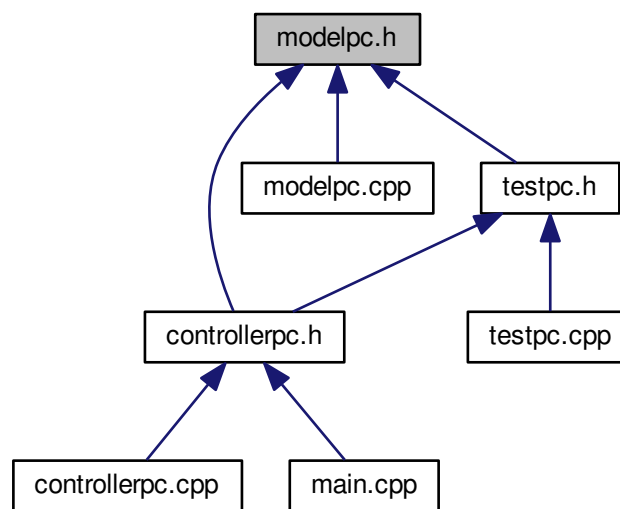 modelpc.h
modelpc.cpp
testpc.h
controllerpc.h
testpc.cpp
controllerpc.cpp
main.cpp